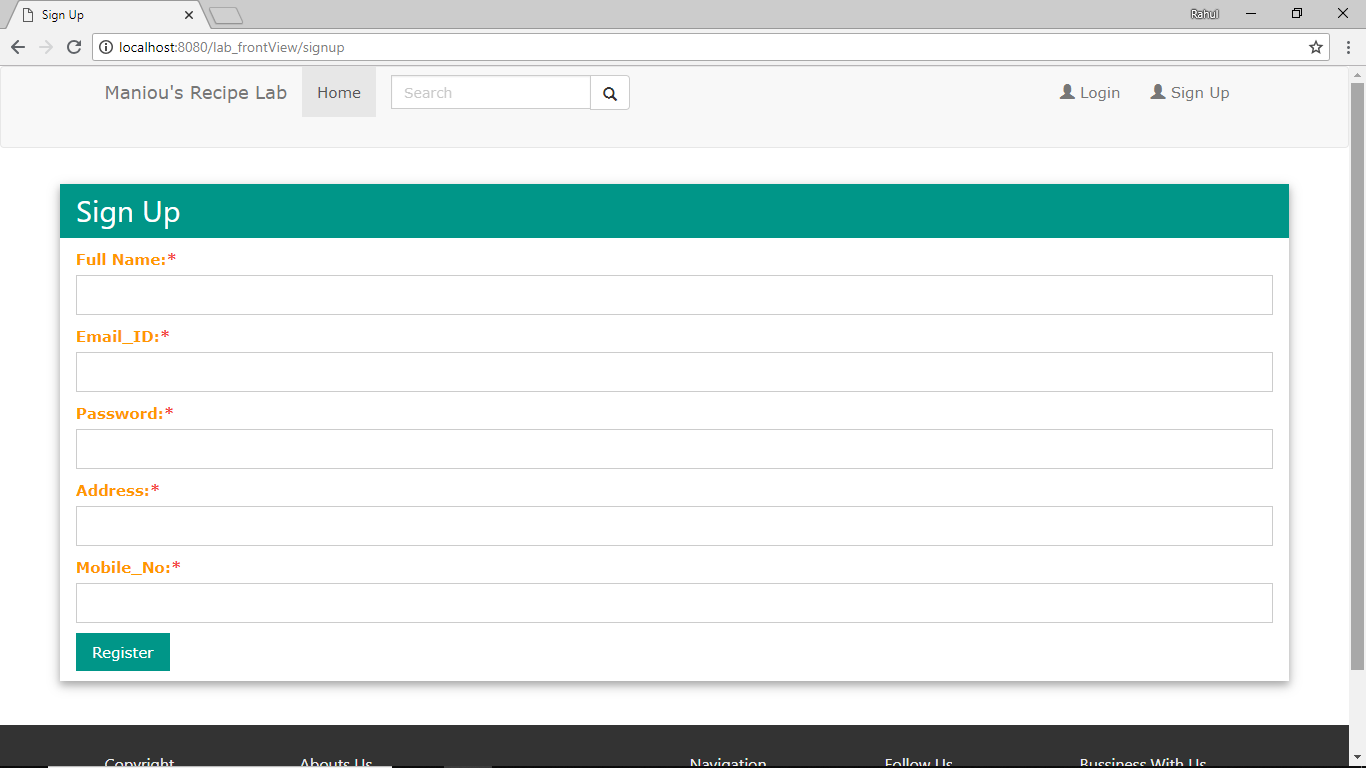 Sign Up
Rahul
localhost:8080/lab_frontView/signup
Maniou's Recipe Lab Home Search Login Sign Up
Sign Up
Full Name:*
Email_ID:*
Password:*
Address:*
Mobile_No:*
Register
Copyright Abouts Us Navigation Follow Us Bussiness With Us